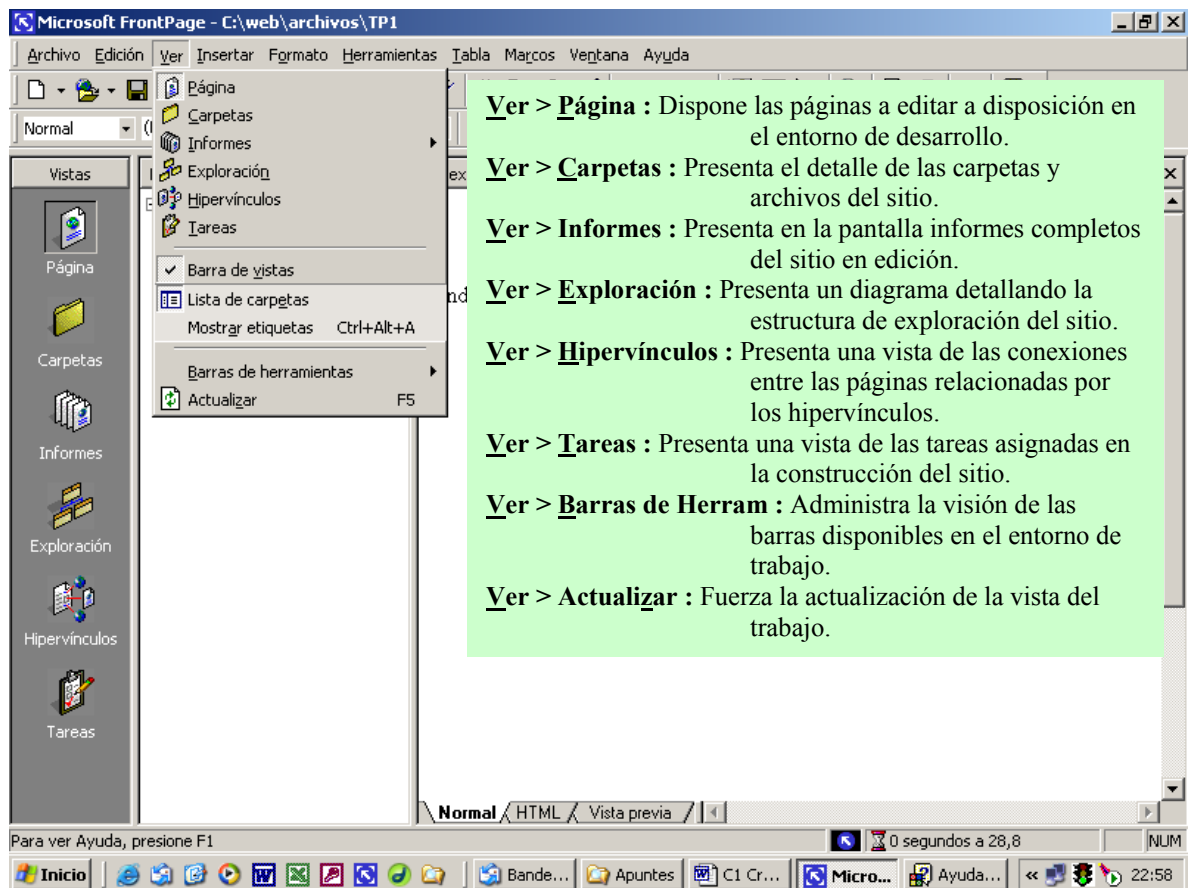 Microsoft FrontPage - C:\web\archivos\TP1
Archivo Edición Ver Insertar Formato Herramientas Tabla Marcos Ventana Ayuda
Normal
Vistas
Página
Carpetas
Informes
Exploración
Hipervínculos
Tareas
Página
Carpetas
Informes
Exploración
Hipervínculos
Tareas
Barra de vistas
Lista de carpetas
Mostrar etiquetas Ctrl+Alt+A
Barras de herramientas
Actualizar F5
Ver > Página : Dispone las páginas a editar a disposición en
el entorno de desarrollo.
Ver > Carpetas : Presenta el detalle de las carpetas y
archivos del sitio.
Ver > Informes : Presenta en la pantalla informes completos
del sitio en edición.
Ver > Exploración : Presenta un diagrama detallando la
estructura de exploración del sitio.
Ver > Hipervínculos : Presenta una vista de las conexiones
entre las páginas relacionadas por
los hipervínculos.
Ver > Tareas : Presenta una vista de las tareas asignadas en
la construcción del sitio.
Ver > Barras de Herram : Administra la visión de las
barras disponibles en el entorno de
trabajo.
Ver > Actualizar : Fuerza la actualización de la vista del
trabajo.
Normal HTML Vista previa
Para ver Ayuda, presione F1
0 segundos a 28,8
NUM
Inicio
Bande...
Apuntes
C1 Cr...
Micro...
Ayuda...
22:58